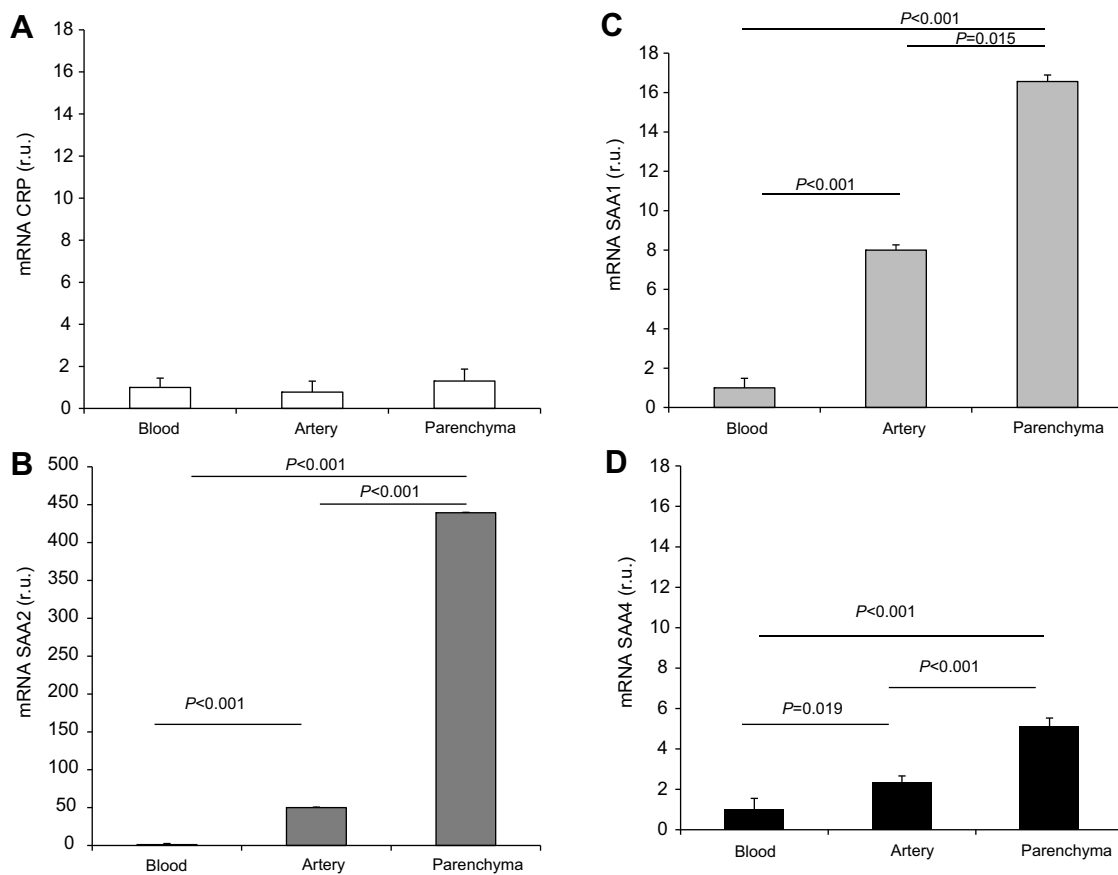 A
mRNA CRP (r.u.)
18
16
14
12
10
8
6
4
2
0
Blood Artery Parenchyma
B
mRNA SAA2 (r.u.)
500
450
400
350
300
250
200
150
100
50
0
P<0.001
P<0.001
P<0.001
Blood Artery Parenchyma
C
mRNA SAA1 (r.u.)
18
16
14
12
10
8
6
4
2
0
P<0.001
P=0.015
P<0.001
Blood Artery Parenchyma
D
mRNA SAA4 (r.u.)
18
16
14
12
10
8
6
4
2
0
P<0.001
P<0.001
P=0.019
Blood Artery Parenchyma